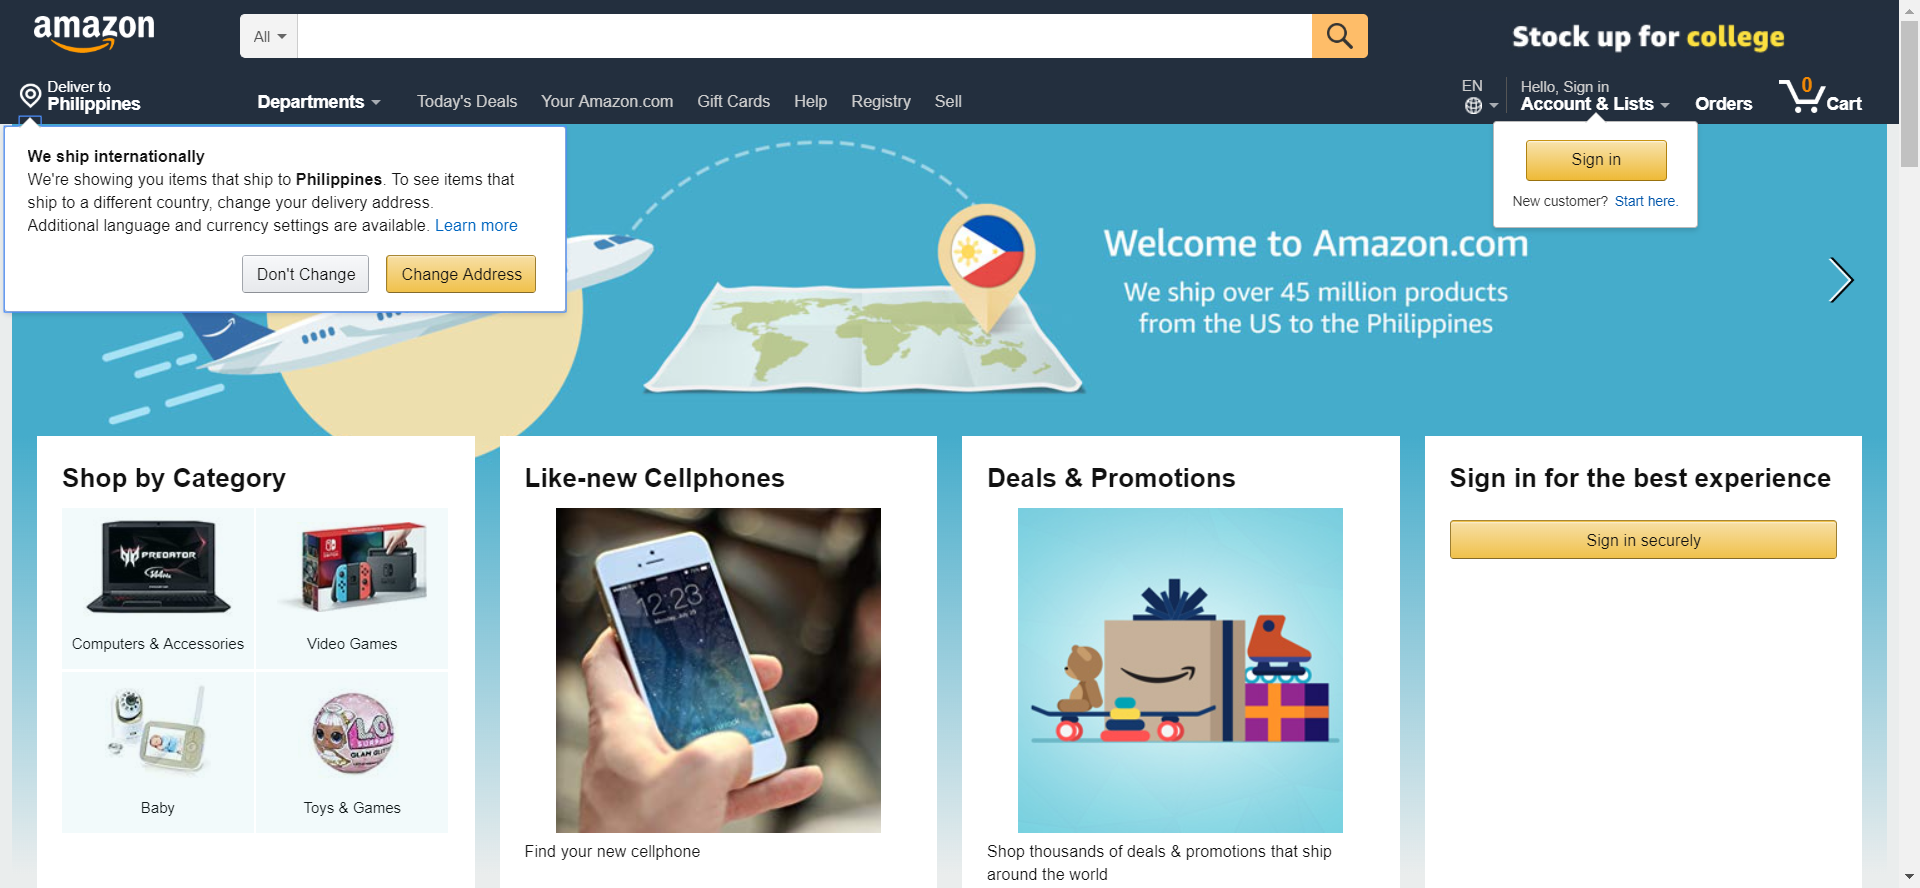 amazon
All
Stock up for college
Deliver to
Philippines
Departments
Today's Deals
Your Amazon.com
Gift Cards
Help
Registry
Sell
EN
Hello, Sign in
Account & Lists
Orders
0
Cart
We ship internationally
We're showing you items that ship to Philippines. To see items that
ship to a different country, change your delivery address.
Additional language and currency settings are available. Learn more
Don't Change
Change Address
Sign in
New customer? Start here.
Welcome to Amazon.com
We ship over 45 million products
from the US to the Philippines
Shop by Category
PREDATOR
144Hz
Computers & Accessories
Video Games
Baby
Toys & Games
Like-new Cellphones
12:23
Find your new cellphone
Deals & Promotions
Shop thousands of deals & promotions that ship
around the world
Sign in for the best experience
Sign in securely